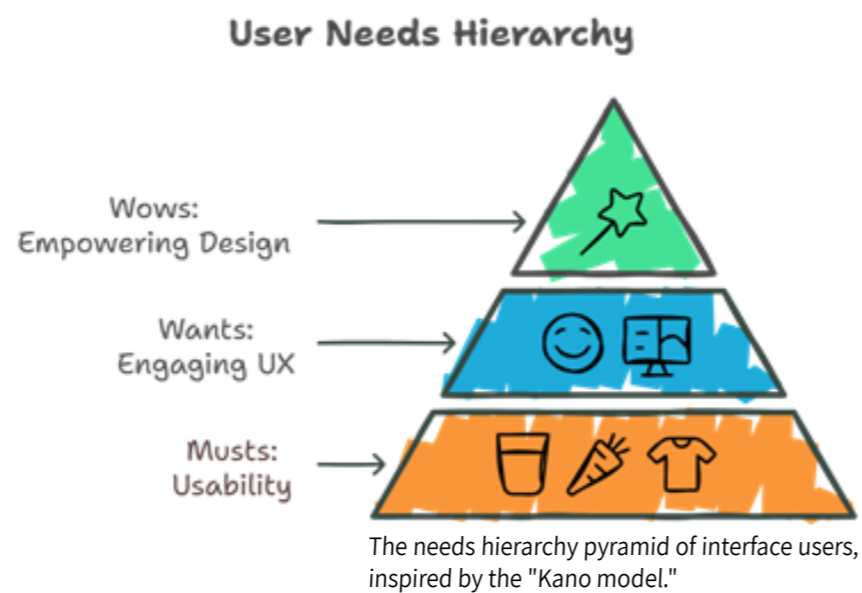 User Needs Hierarchy
Wows:
Empowering Design
Wants:
Engaging UX
Musts:
Usability
The needs hierarchy pyramid of interface users,
inspired by the "Kano model."